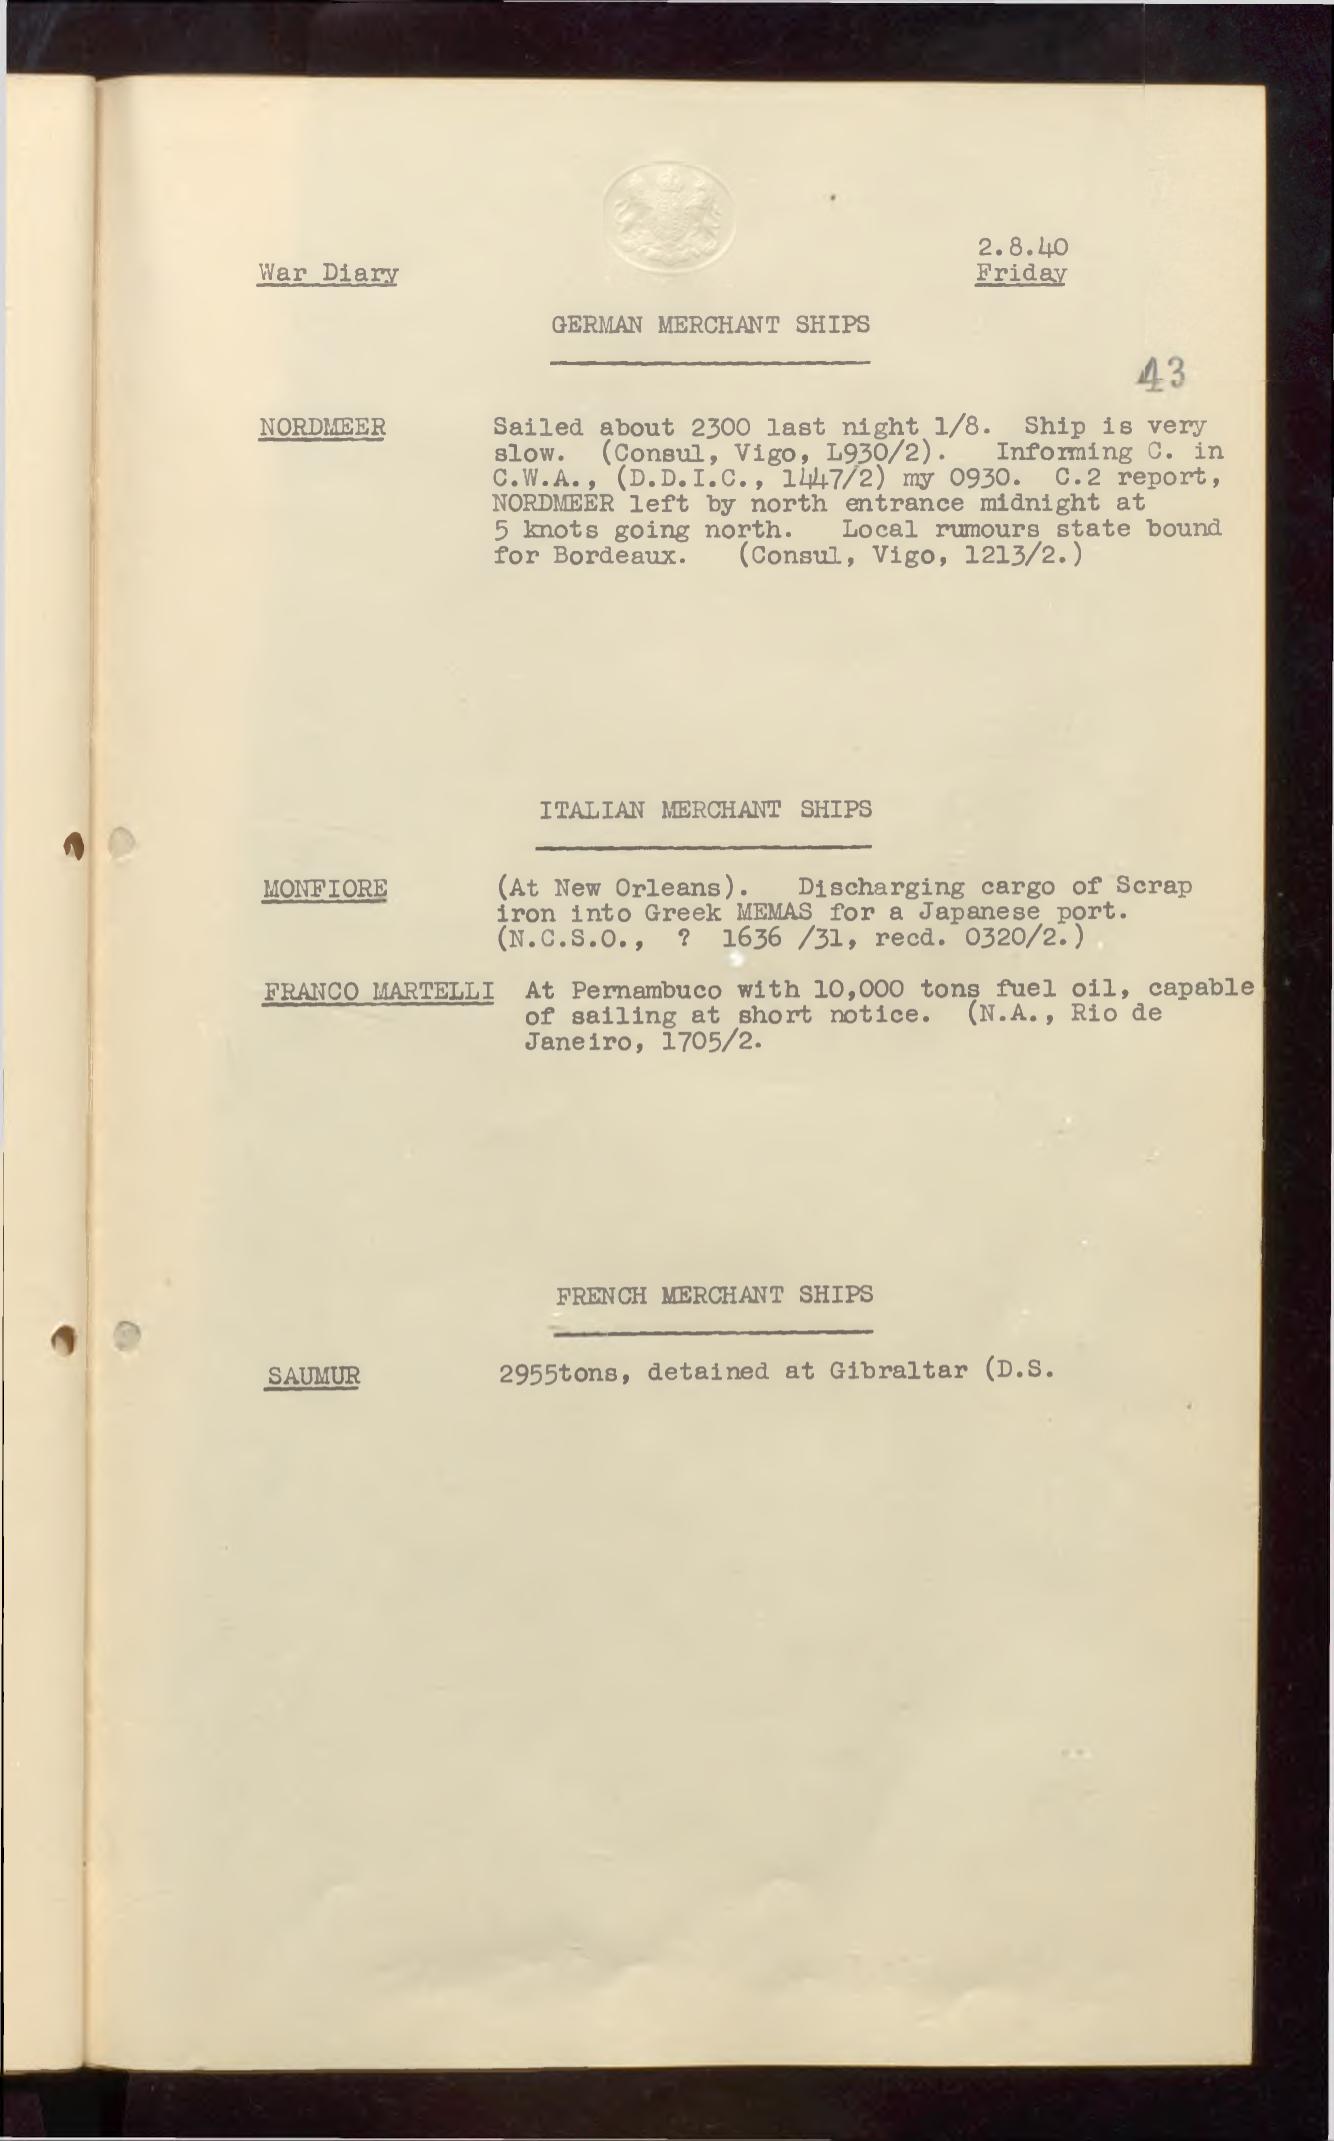 2.8.40
War Diary Friday
GERMAN MERCHANT SHIPS
43
NORDMEER Sailed about 2300 last night 1/8. Ship is very
slow. (Consul, Vigo, L930/2). Informing C. in
C.W.A., (D.D.I.C., 1447/2) my 0930. C.2 report,
NORDMEER left by north entrance midnight at
5 knots going north. Local rumours state bound
for Bordeaux. (Consul, Vigo, 1213/2.)
ITALIAN MERCHANT SHIPS
MONFIORE (At New Orleans). Discharging cargo of Scrap
iron into Greek MEMAS for a Japanese port.
(N.C.S.O., ? 1636 /31, recd. 0320/2.)
FRANCO MARTELLI At Pernambuco with 10,000 tons fuel oil, capable
of sailing at short notice. (N.A., Rio de
Janeiro, 1705/2.
FRENCH MERCHANT SHIPS
SAUMUR 2955tons, detained at Gibraltar (D.S.